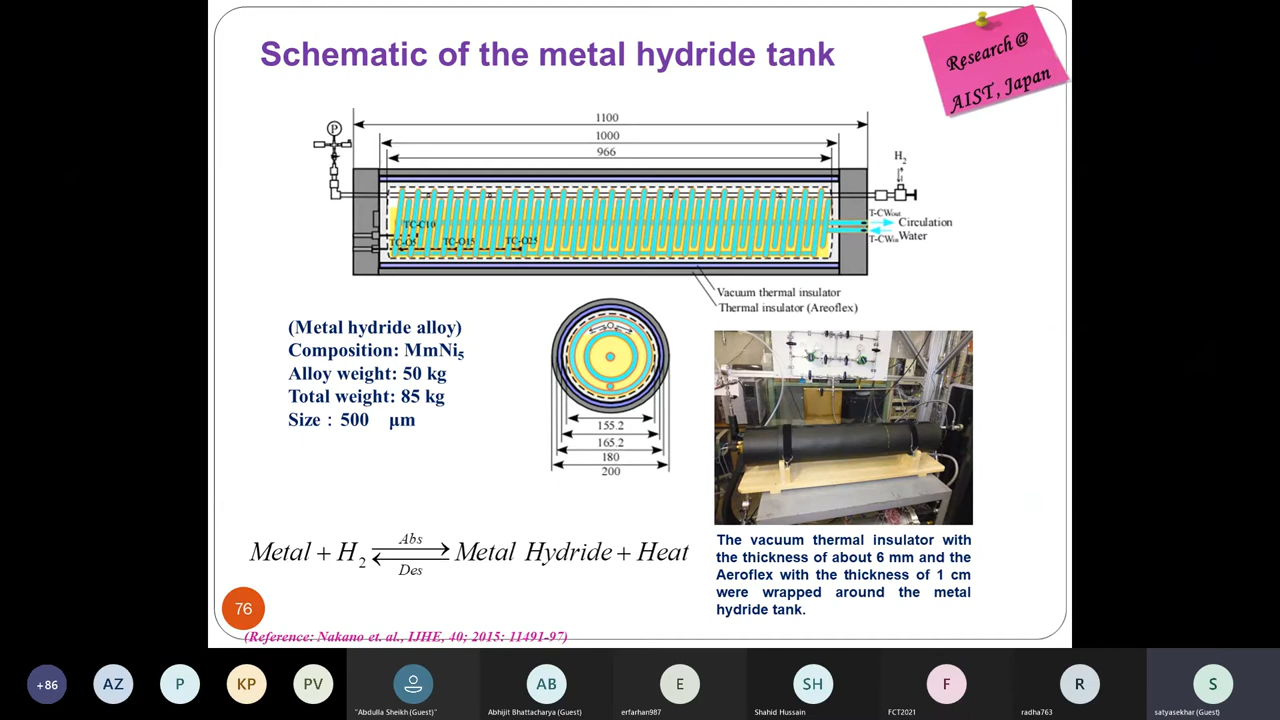 Schematic of the metal hydride tank
Research @
AIST, Japan
1100
1000
966
P
H2
T-CWout
Circulation
Water
T-CWin
TC-C10
TC-O5
TC-O15
TC-O25
Vacuum thermal insulator
Thermal insulator (Areoflex)
(Metal hydride alloy)
Composition: MmNi5
Alloy weight: 50 kg
Total weight: 85 kg
Size : 500 μm
155.2
165.2
180
200
Metal + H2 Abs Des Metal Hydride + Heat
The vacuum thermal insulator with
the thickness of about 6 mm and the
Aeroflex with the thickness of 1 cm
were wrapped around the metal
hydride tank.
76
(Reference: Nakano et. al., IJHE, 40; 2015: 11491-97)
+86
AZ
P
KP
PV
AB
E
SH
F
R
S
"Abdulla Sheikh (Guest)"
Abhijit Bhattacharya (Guest)
erfarhan987
Shahid Hussain
FCT2021
radha763
satyasekhar (Guest)